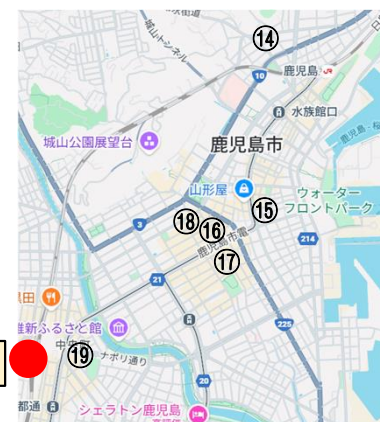 ⑭
10
鹿児島
城山トンネル
水族館口
鹿児島市
城山公園展望台
山形屋
ウォーター
フロントパーク
⑮
⑱
⑯
3
鹿児島市電
214
⑰
21
225
維新ふるさと館
中央町
⑲
ナポリ通り
20
都通
シェラトン鹿児島